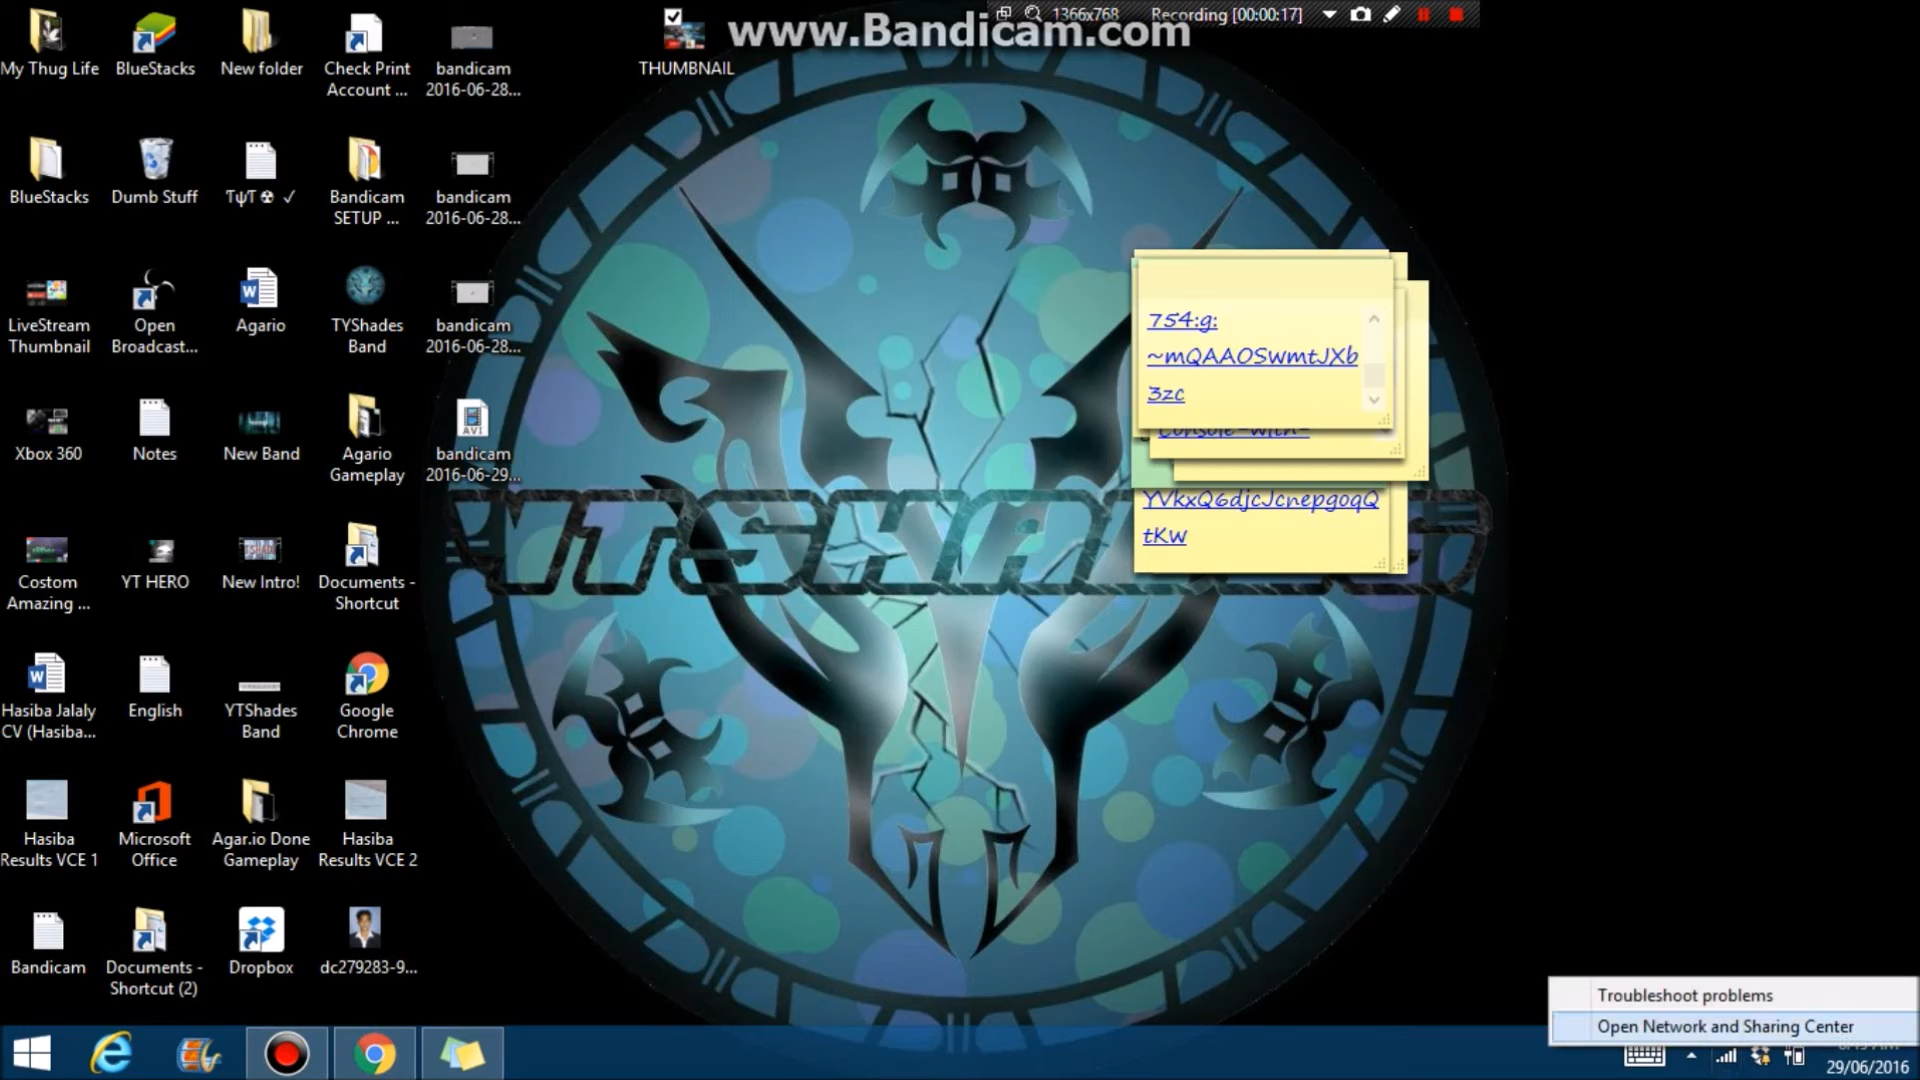 1366x768 Recording [00:00:17]
www.Bandicam.com
My Thug Life
BlueStacks
New folder
Check Print
Account ...
bandicam
2016-06-28...
THUMBNAIL
BlueStacks
Dumb Stuff
TψT ☢ ✓
Bandicam
SETUP ...
bandicam
2016-06-28...
LiveStream
Thumbnail
Open
Broadcast...
Agario
TYShades
Band
bandicam
2016-06-28...
Xbox 360
Notes
New Band
Agario
Gameplay
AVI
bandicam
2016-06-29...
Costom
Amazing ...
YT HERO
New Intro!
Documents -
Shortcut
Hasiba Jalaly
CV (Hasiba...
English
YTShades
Band
Google
Chrome
Hasiba
Results VCE 1
Microsoft
Office
Agar.io Done
Gameplay
Hasiba
Results VCE 2
Bandicam
Documents -
Shortcut (2)
Dropbox
dc279283-9...
754:g:
~mQAAOSwmtJXb
3zc
Console-with-
YVkxQ6djcJcnepgoqQ
tKw
Troubleshoot problems
Open Network and Sharing Center
29/06/2016